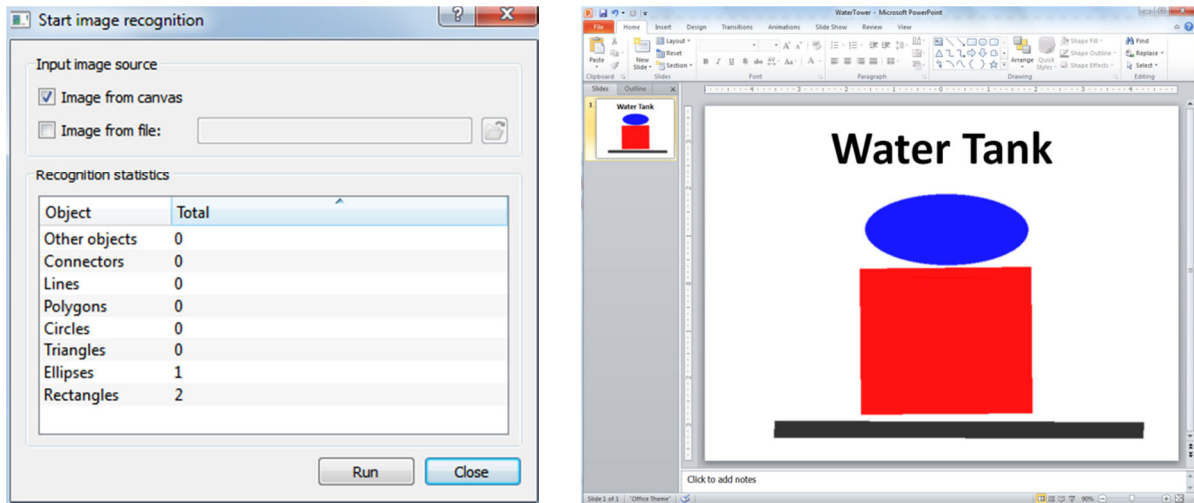 Start image recognition
Input image source
Image from canvas
Image from file:
Recognition statistics
Object Total
Other objects 0
Connectors 0
Lines 0
Polygons 0
Circles 0
Triangles 0
Ellipses 1
Rectangles 2
Run Close
WaterTower - Microsoft PowerPoint
File Home Insert Design Transitions Animations Slide Show Review View
Paste
New Slide
Layout
Reset
Section
Arrange
Quick Styles
Shape Fill
Shape Outline
Shape Effects
Find
Replace
Select
Clipboard Slides Font Paragraph Drawing Editing
Slides Outline
1
Water Tank
Water Tank
Click to add notes
Slide 1 of 1 "Office Theme" 90%